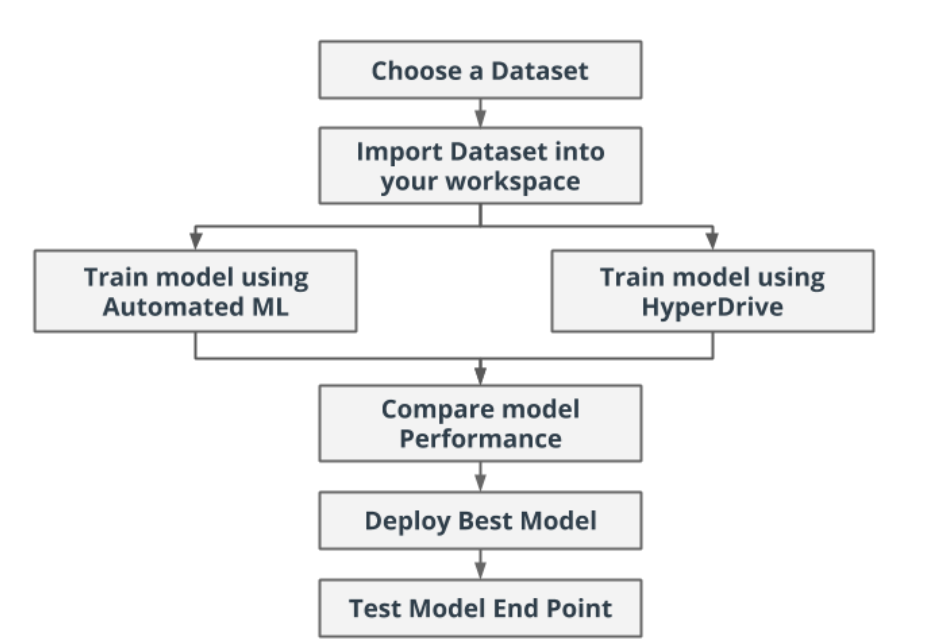 Choose a Dataset
Import Dataset into
your workspace
Train model using
Automated ML
Train model using
HyperDrive
Compare model
Performance
Deploy Best Model
Test Model End Point